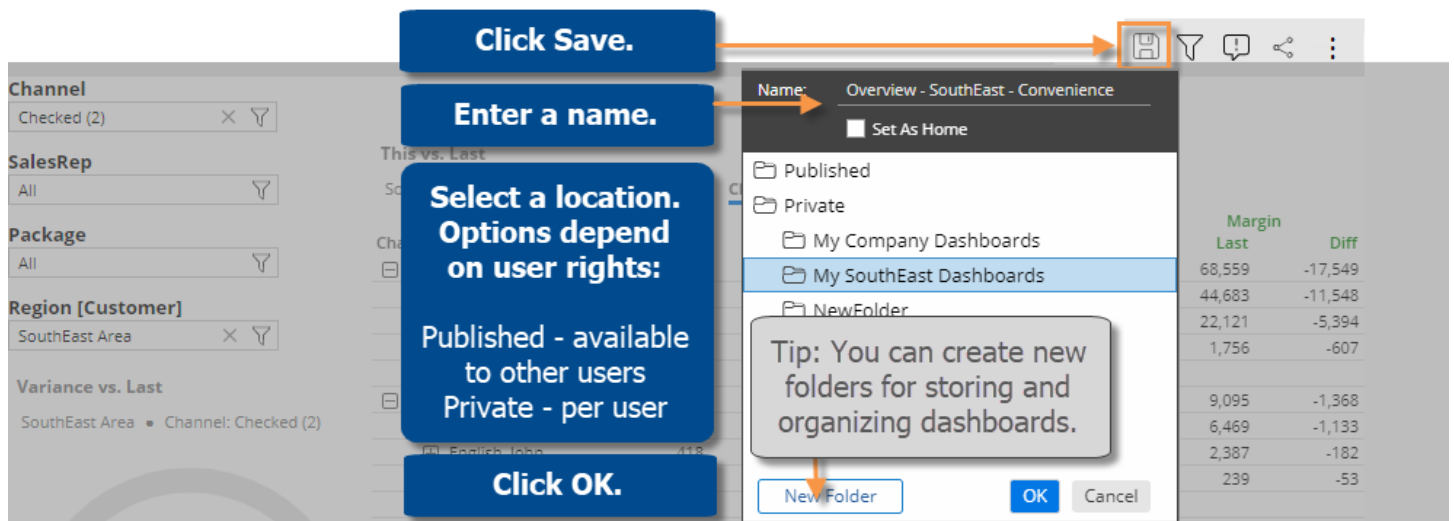 Click Save.
Channel
Checked (2)
Enter a name.
Name: Overview - SouthEast - Convenience
Set As Home
SalesRep
All
This vs. Last
Select a location.
Options depend
on user rights:
Published - available
to other users
Private - per user
Published
Private
My Company Dashboards
My SouthEast Dashboards
NewFolder
Package
All
Region [Customer]
SouthEast Area
Variance vs. Last
SouthEast Area • Channel: Checked (2)
Margin
Last Diff
68,559 -17,549
44,683 -11,548
22,121 -5,394
1,756 -607
9,095 -1,368
6,469 -1,133
2,387 -182
239 -53
Tip: You can create new
folders for storing and
organizing dashboards.
English John 418
Click OK.
New Folder
OK
Cancel